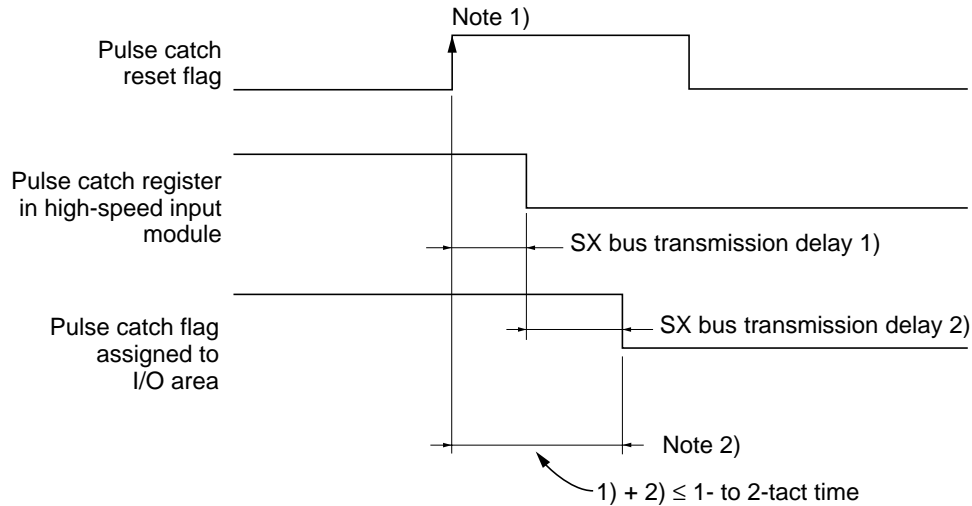 Note 1)
Pulse catch
reset flag
Pulse catch register
in high-speed input
module
SX bus transmission delay 1)
Pulse catch flag
assigned to
I/O area
SX bus transmission delay 2)
Note 2)
1) + 2) ≤ 1- to 2-tact time